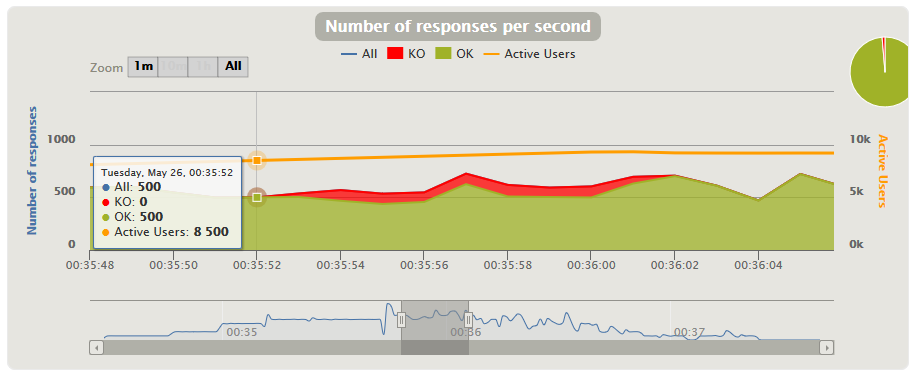 Number of responses per second
All KO OK Active Users
Zoom 1m 10m 1h All
Number of responses
1000
500
0
10k
5k
0k
Active Users
Tuesday, May 26, 00:35:52
All: 500
KO: 0
OK: 500
Active Users: 8 500
00:35:48 00:35:50 00:35:52 00:35:54 00:35:56 00:35:58 00:36:00 00:36:02 00:36:04
00:35 00:36 00:37